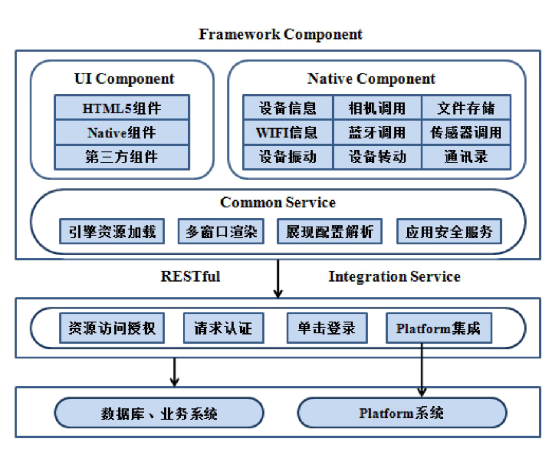 Framework Component
UI Component
HTML5组件
Native组件
第三方组件
Native Component
设备信息 相机调用 文件存储
WIFI信息 蓝牙调用 传感器调用
设备振动 设备转动 通讯录
Common Service
引擎资源加载 多窗口渲染 展现配置解析 应用安全服务
RESTful Integration Service
资源访问授权 请求认证 单击登录 Platform集成
数据库、业务系统 Platform系统